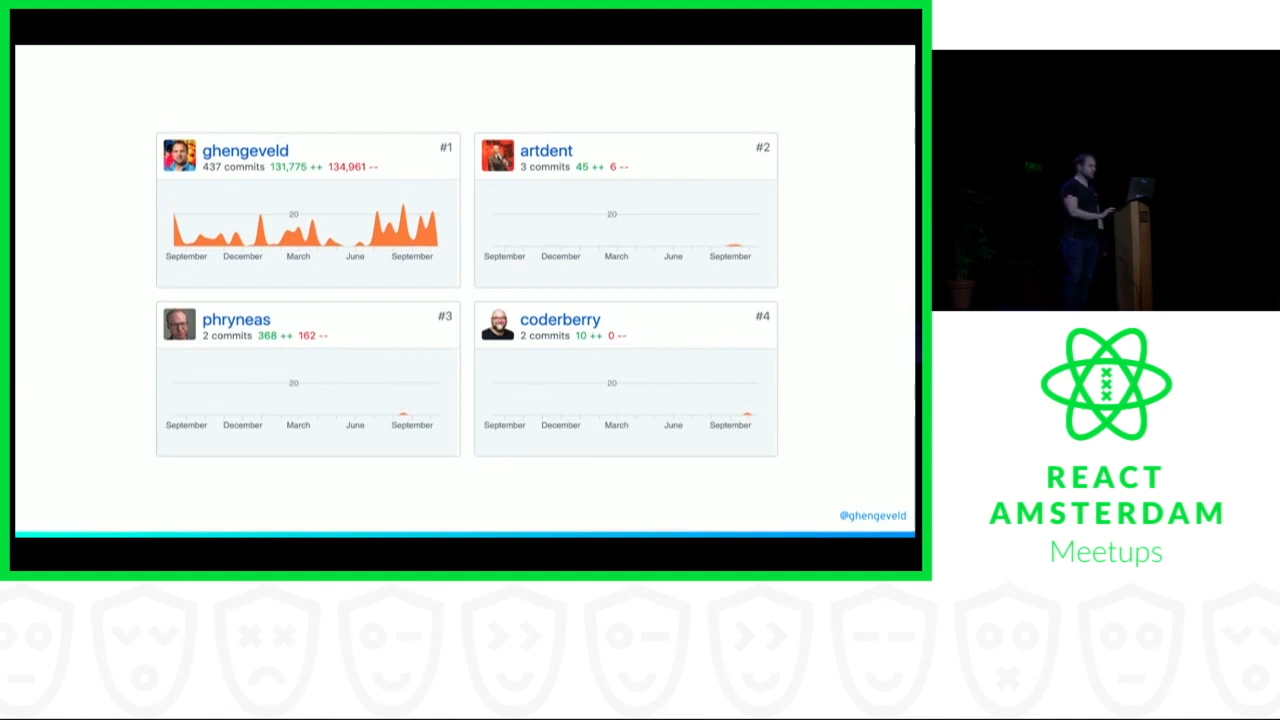 ghengeveld
#1
437 commits 131,775 ++ 134,961 --
20
September December March June September
artdent
#2
3 commits 45 ++ 6 --
20
September December March June September
phryneas
#3
2 commits 368 ++ 162 --
20
September December March June September
coderberry
#4
2 commits 10 ++ 0 --
20
September December March June September
@ghengeveld
REACT
AMSTERDAM
Meetups